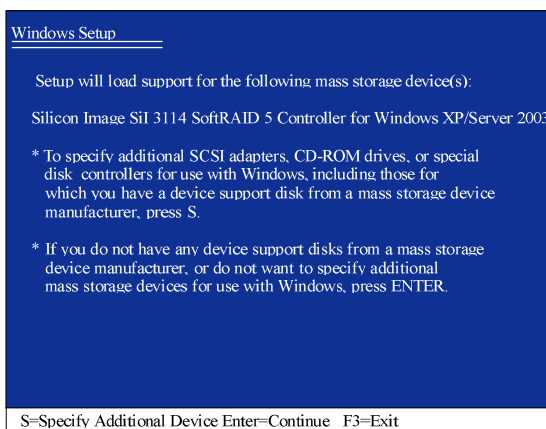 Windows Setup
Setup will load support for the following mass storage device(s):
Silicon Image SiI 3114 SoftRAID 5 Controller for Windows XP/Server 2003
* To specify additional SCSI adapters, CD-ROM drives, or special
disk controllers for use with Windows, including those for
which you have a device support disk from a mass storage device
manufacturer, press S.
* If you do not have any device support disks from a mass storage
device manufacturer, or do not want to specify additional
mass storage devices for use with Windows, press ENTER.
S=Specify Additional Device Enter=Continue F3=Exit